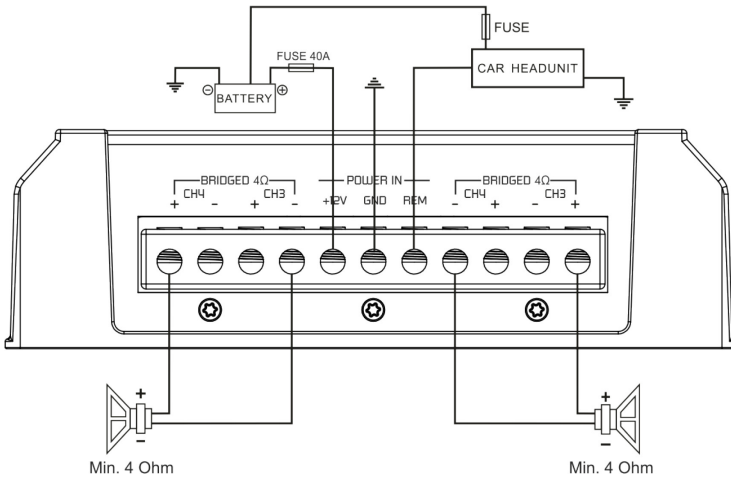 FUSE
FUSE 40A
CAR HEADUNIT
⊖ BATTERY ⊕
BRIDGED 4Ω POWER IN BRIDGED 4Ω
CH4 CH3 CH4 CH3
+ - + - +12V GND REM - + - +
+ +
- -
Min. 4 Ohm Min. 4 Ohm